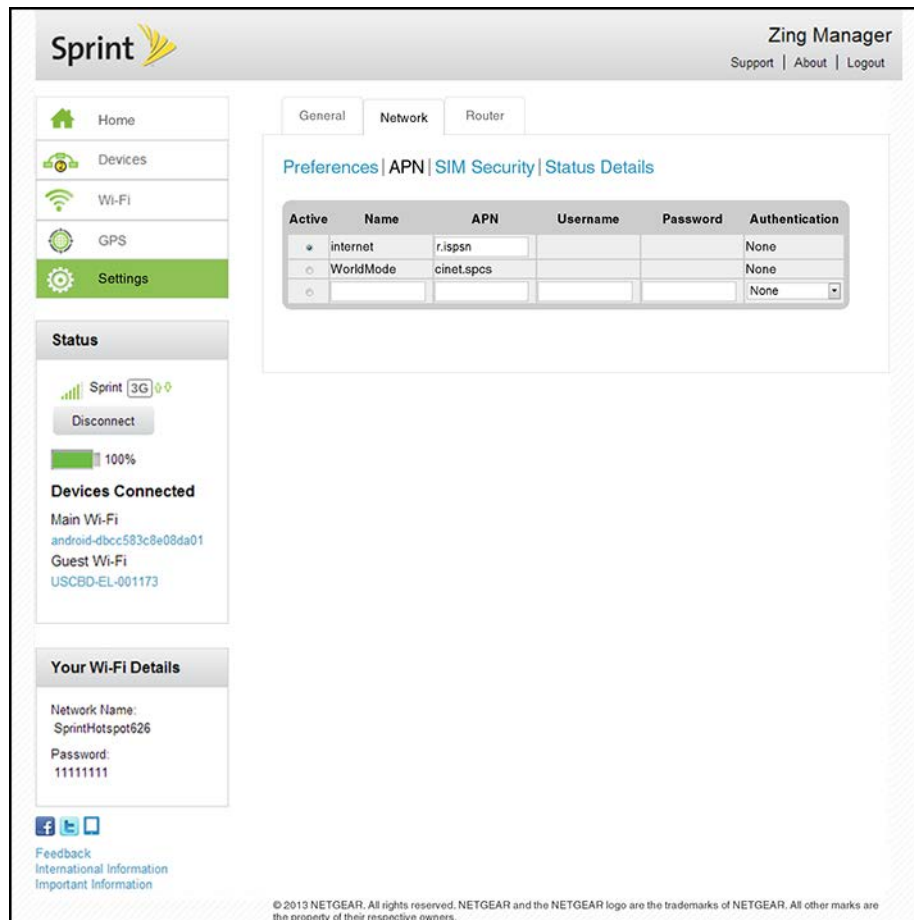 Sprint
Zing Manager
Support | About | Logout
Home
Devices
Wi-Fi
GPS
Settings
General Network Router
Preferences | APN | SIM Security | Status Details
Active Name APN Username Password Authentication
internet r.ispsn None
WorldMode cinet.spcs None
None
Status
Sprint 3G
Disconnect
100%
Devices Connected
Main Wi-Fi
android-dbcc583c8e08da01
Guest Wi-Fi
USCBD-EL-001173
Your Wi-Fi Details
Network Name:
SprintHotspot626
Password:
11111111
Feedback
International Information
Important Information
© 2013 NETGEAR. All rights reserved. NETGEAR and the NETGEAR logo are the trademarks of NETGEAR. All other marks are
the property of their respective owners.